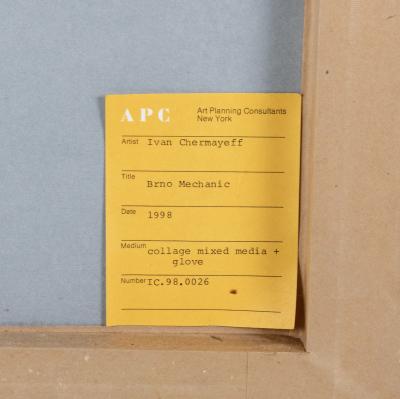 APC Art Planning Consultants
New York
Artist Ivan Chermayeff
Title Brno Mechanic
Date 1998
Medium collage mixed media +
glove
Number IC.98.0026